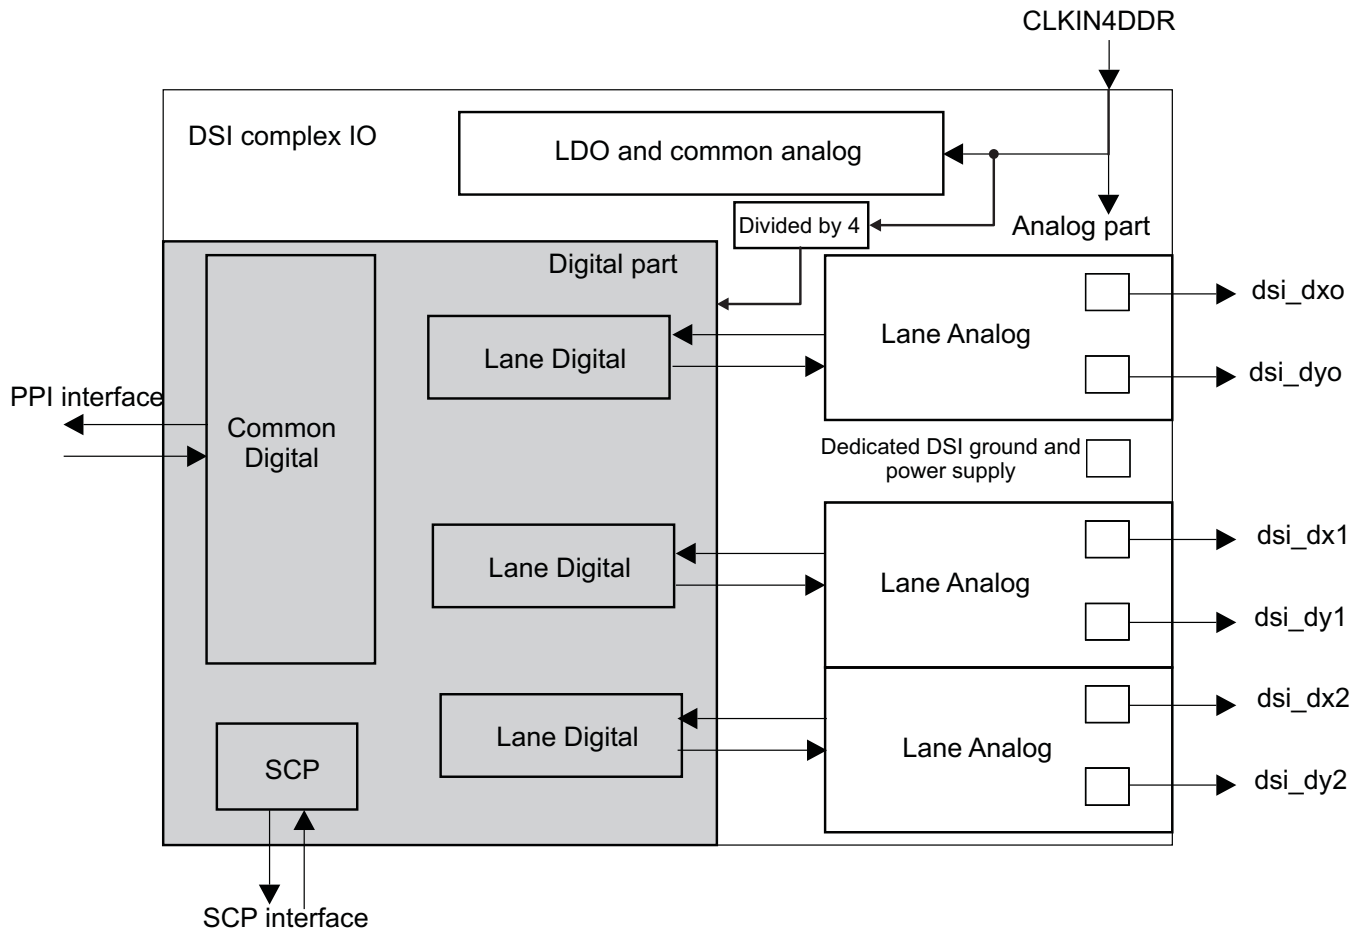 CLKIN4DDR
DSI complex IO
LDO and common analog
Divided by 4
Analog part
Digital part
Lane Digital
Lane Analog
dsi_dxo
dsi_dyo
PPI interface
Common
Digital
Dedicated DSI ground and
power supply
Lane Digital
Lane Analog
dsi_dx1
dsi_dy1
Lane Digital
Lane Analog
dsi_dx2
dsi_dy2
SCP
SCP interface